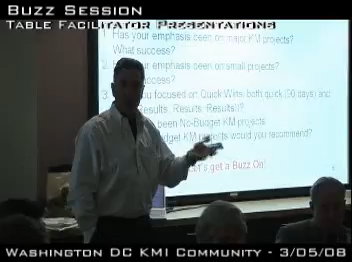 Buzz Session
Table Facilitator Presentations
1. Has your emphasis been on major KM projects?
What success?
2. Has your emphasis been on small projects?
success?
3. you focused on Quick Wins, both quick (90 days) and
Results, Results, Results!!?
been No-Budget KM projects
udget KM projects would you recommend?
Let's get a Buzz On!
Washington DC KMI Community - 3/05/08